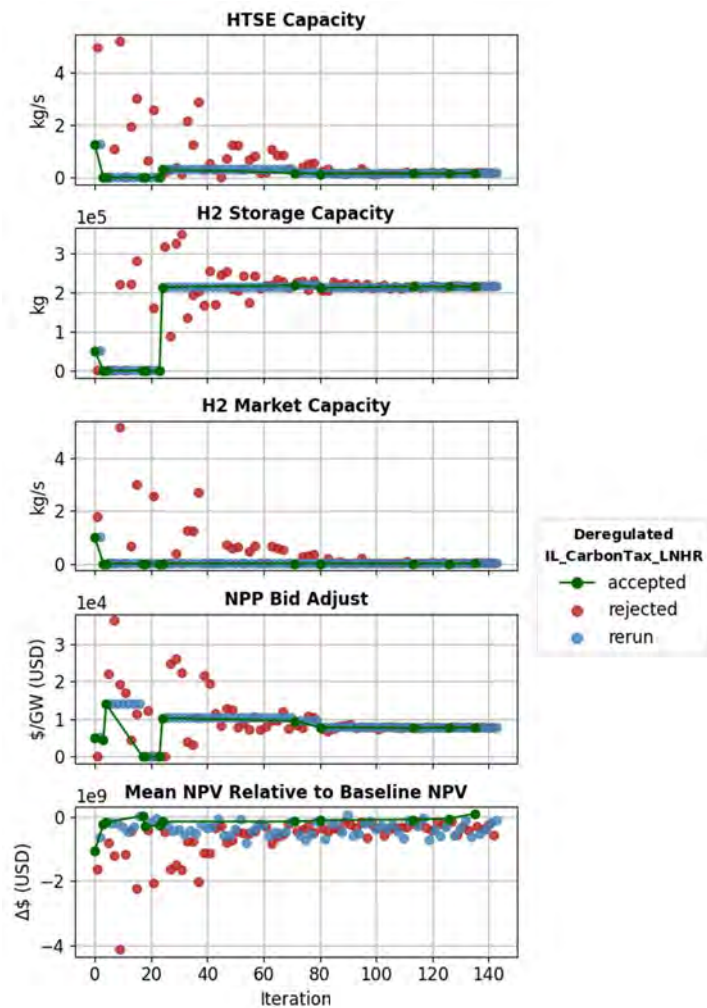 HTSE Capacity
4
2
0
kg/s
H2 Storage Capacity
1e5
3
2
1
0
kg
H2 Market Capacity
4
2
0
kg/s
Deregulated
IL_CarbonTax_LNHR
accepted
rejected
rerun
NPP Bid Adjust
1e4
3
2
1
0
$/GW (USD)
Mean NPV Relative to Baseline NPV
1e9
0
−2
−4
Δ$ (USD)
0 20 40 60 80 100 120 140
Iteration